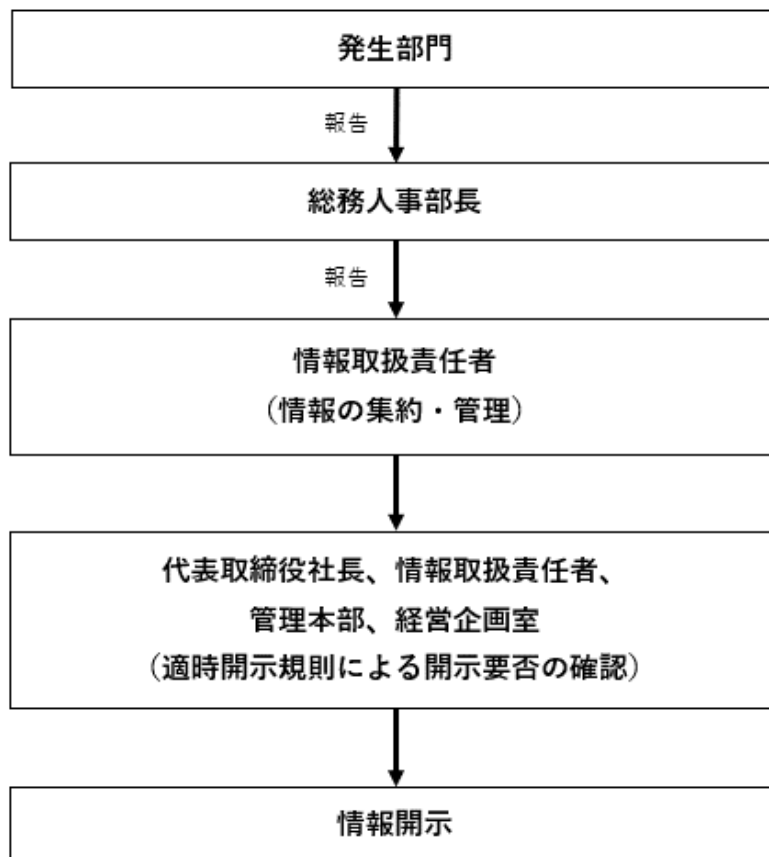 発生部門
報告
総務人事部長
報告
情報取扱責任者
（情報の集約・管理）
代表取締役社長、情報取扱責任者、
管理本部、経営企画室
（適時開示規則による開示要否の確認）
情報開示